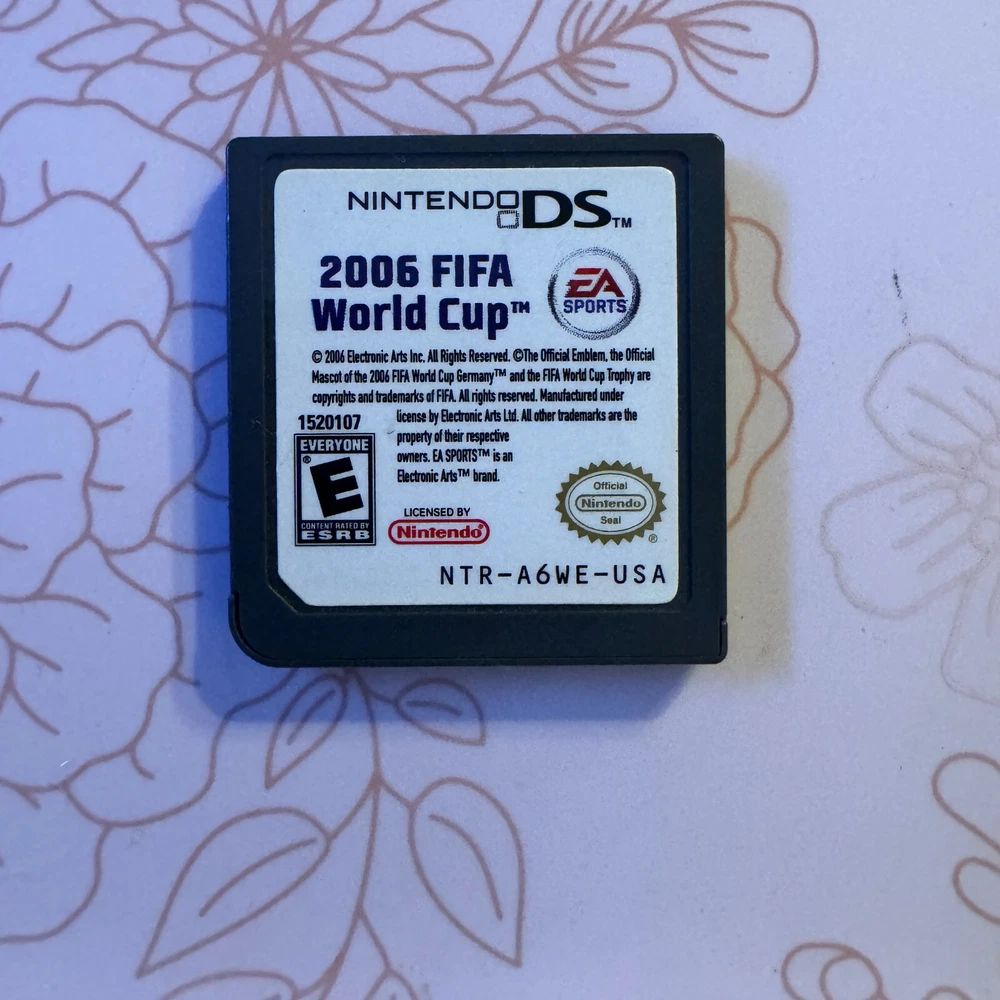 NINTENDO DS™
2006 FIFA
World Cup™
EA
SPORTS™
© 2006 Electronic Arts Inc. All Rights Reserved. ©The Official Emblem, the Official
Mascot of the 2006 FIFA World Cup Germany™ and the FIFA World Cup Trophy are
copyrights and trademarks of FIFA. All rights reserved. Manufactured under
license by Electronic Arts Ltd. All other trademarks are the
property of their respective
owners. EA SPORTS™ is an
Electronic Arts™ brand.
1520107
EVERYONE
E
®
CONTENT RATED BY
ESRB
LICENSED BY
Nintendo®
Official
Nintendo
Seal
®
NTR-A6WE-USA